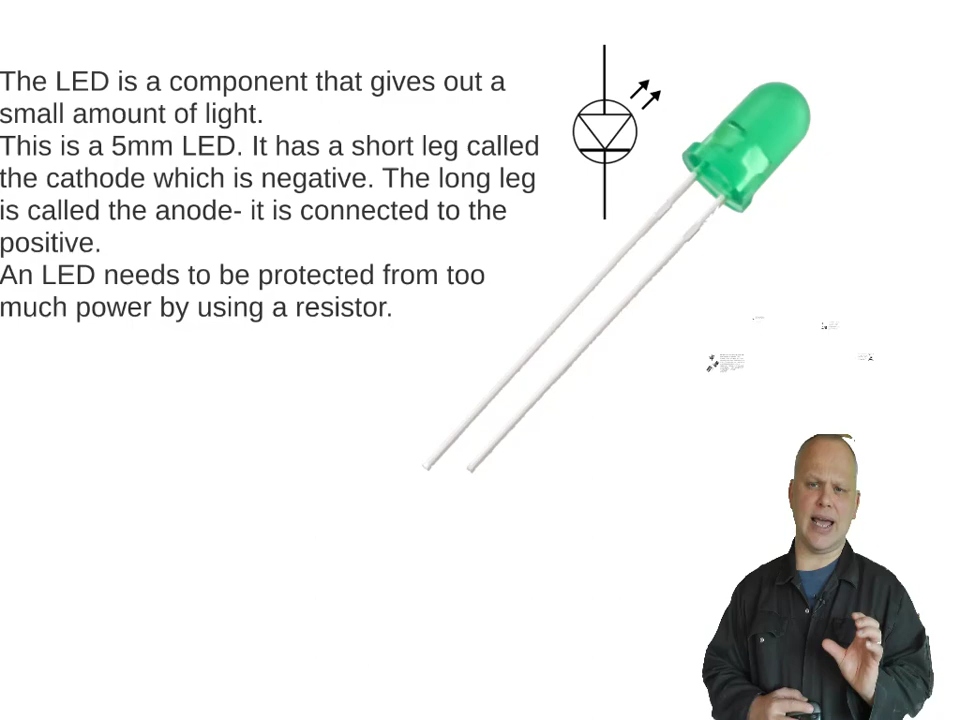 The LED is a component that gives out a
small amount of light.
This is a 5mm LED. It has a short leg called
the cathode which is negative. The long leg
is called the anode- it is connected to the
positive.
An LED needs to be protected from too
much power by using a resistor.